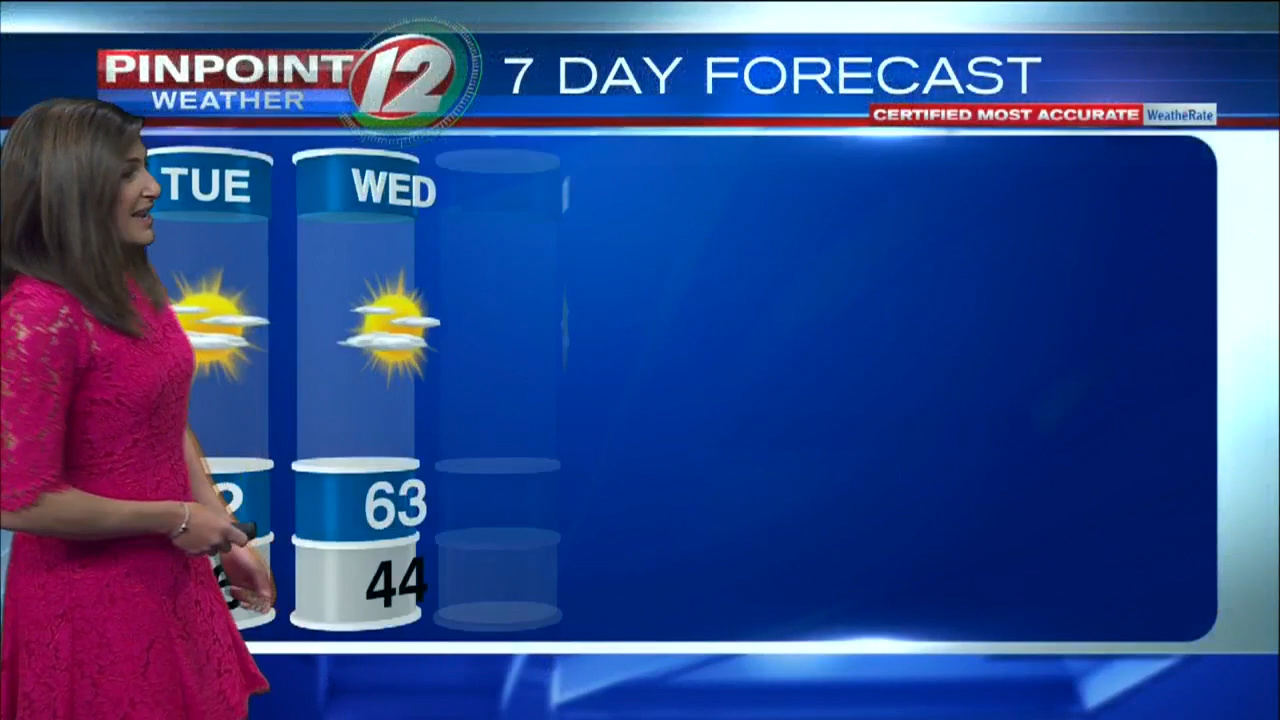 PINPOINT 12
WEATHER
7 DAY FORECAST
CERTIFIED MOST ACCURATE WeatheRate
TUE WED
63
44